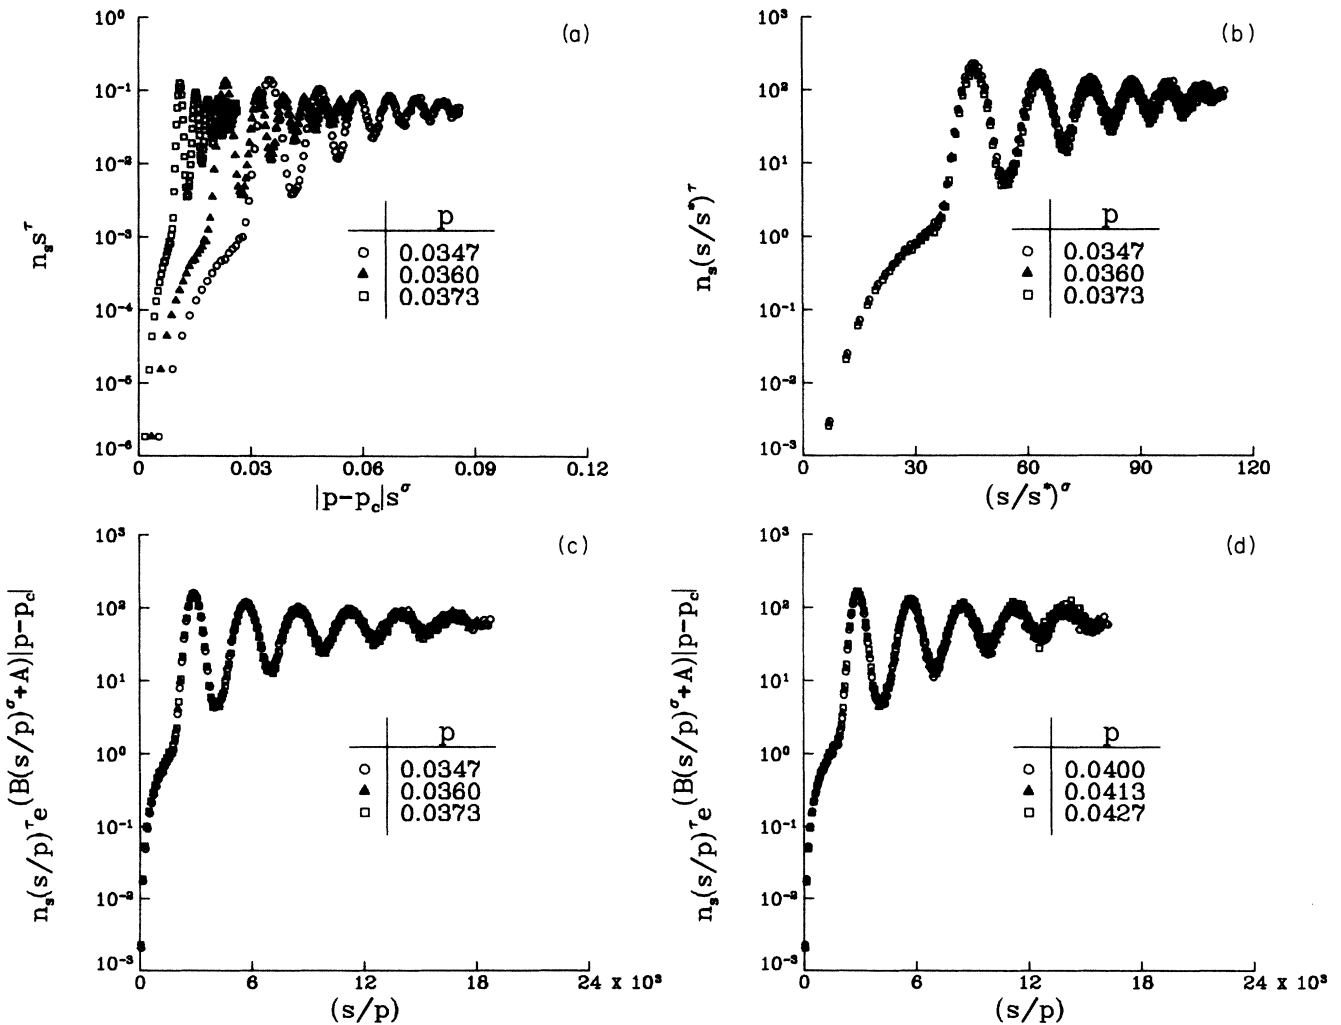 (a)
10⁰
10⁻¹
10⁻²
10⁻³
10⁻⁴
10⁻⁵
10⁻⁶
nₛs^τ
p
0.0347
0.0360
0.0373
0 0.03 0.06 0.09 0.12
|p-p_c|s^σ
(b)
10³
10²
10¹
10⁰
10⁻¹
10⁻²
10⁻³
nₛ(s/s*)^τ
p
0.0347
0.0360
0.0373
0 30 60 90 120
(s/s*)^σ
(c)
10³
10²
10¹
10⁰
10⁻¹
10⁻²
10⁻³
nₛ(s/p)^τ e^(B(s/p)^σ+A)|p-p_c|
p
0.0347
0.0360
0.0373
0 6 12 18 24 x 10³
(s/p)
(d)
10³
10²
10¹
10⁰
10⁻¹
10⁻²
10⁻³
nₛ(s/p)^τ e^(B(s/p)^σ+A)|p-p_c|
p
0.0400
0.0413
0.0427
0 6 12 18 24 x 10³
(s/p)